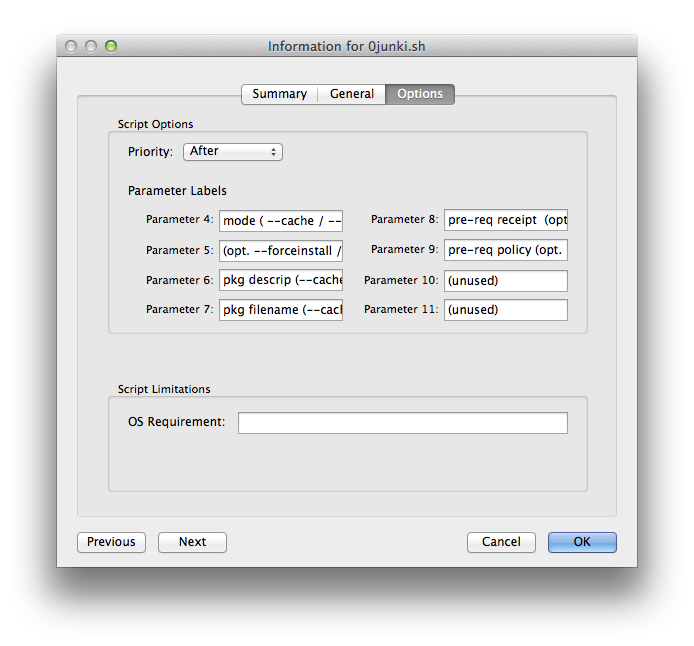 Information for 0junki.sh
Summary General Options
Script Options
Priority: After
Parameter Labels
Parameter 4: mode ( --cache / -- Parameter 8: pre-req receipt (opt
Parameter 5: (opt. --forceinstall / Parameter 9: pre-req policy (opt.
Parameter 6: pkg descrip (--cache Parameter 10: (unused)
Parameter 7: pkg filename (--cacl Parameter 11: (unused)
Script Limitations
OS Requirement:
Previous Next Cancel OK